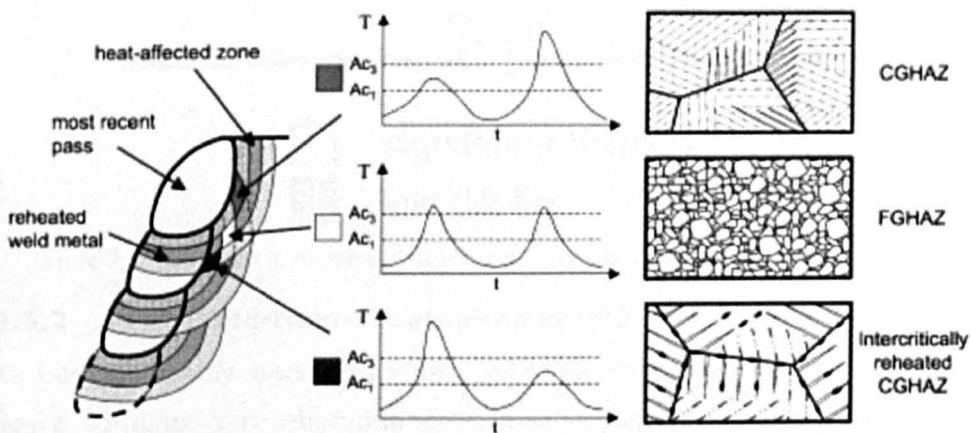 heat-affected zone
most recent
pass
reheated
weld metal
T
Ac3
Ac1
t
CGHAZ
T
Ac3
Ac1
t
FGHAZ
T
Ac3
Ac1
t
Intercritically
reheated
CGHAZ